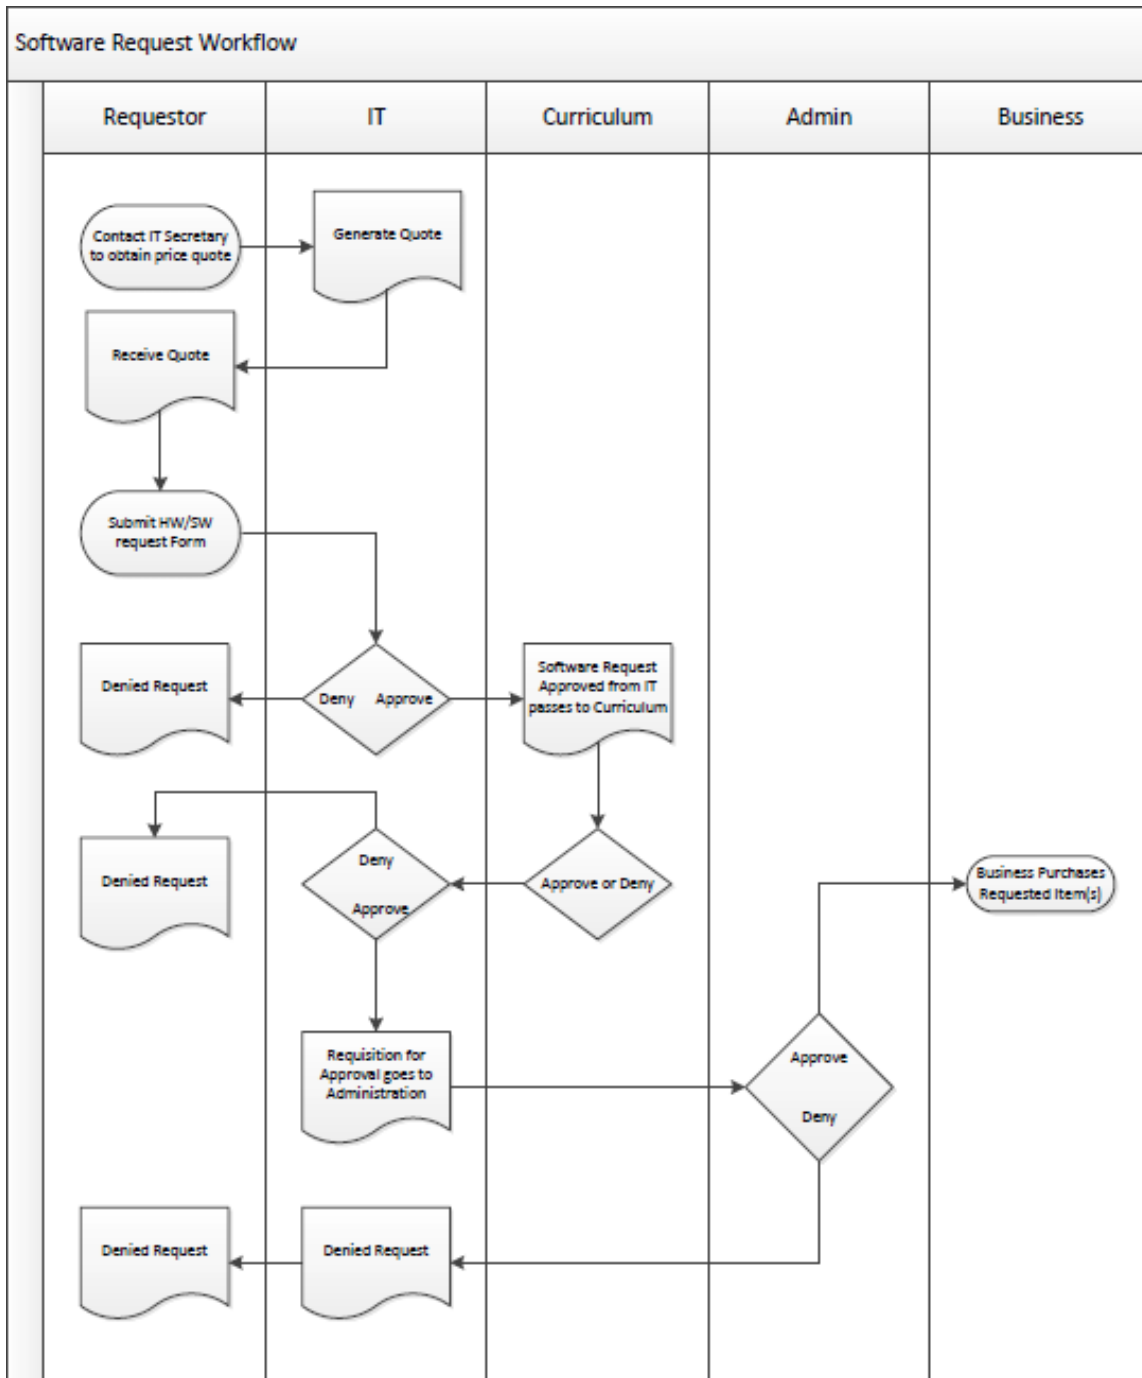 Software Request Workflow
Requestor
IT
Curriculum
Admin
Business
Contact IT Secretary
to obtain price quote
Generate Quote
Receive Quote
Submit HW/SW
request Form
Denied Request
Deny
Approve
Software Request
Approved from IT
passes to Curriculum
Denied Request
Deny
Approve
Approve or Deny
Business Purchases
Requested Item(s)
Requisition for
Approval goes to
Administration
Approve
Deny
Denied Request
Denied Request